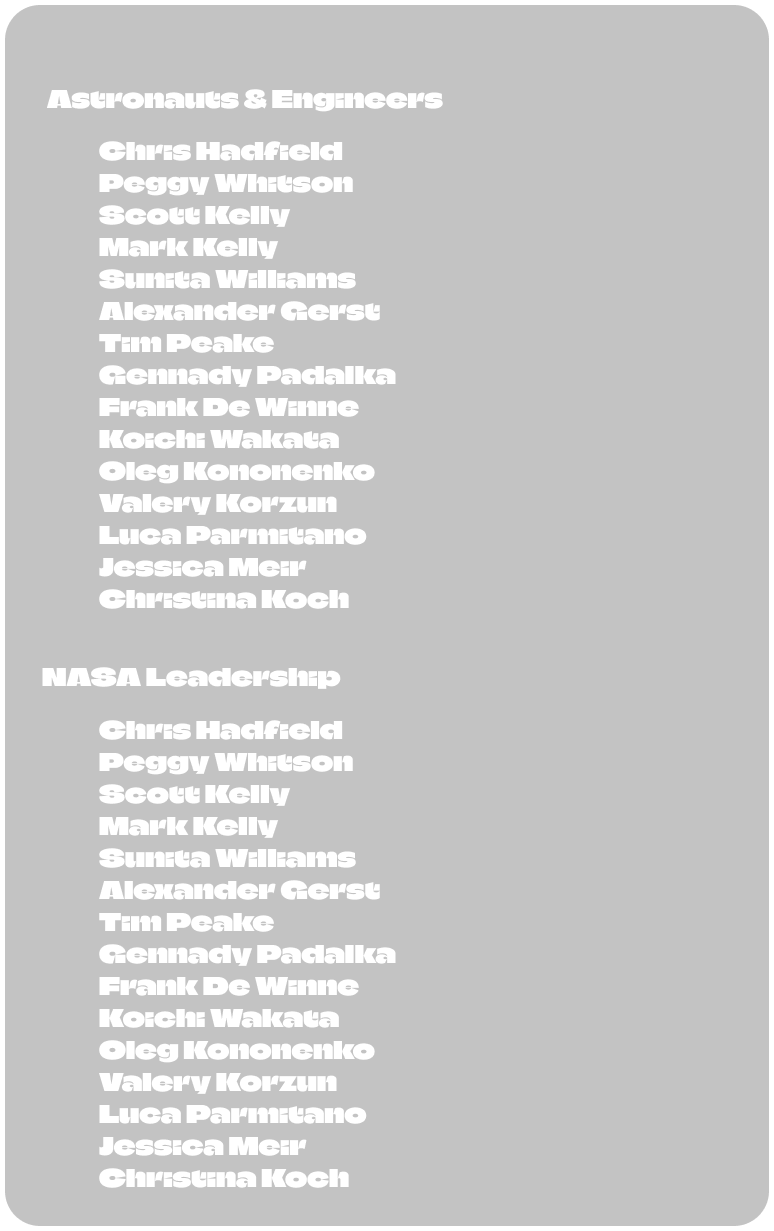 Astronauts & Engineers
Chris Hadfield
Peggy Whitson
Scott Kelly
Mark Kelly
Sunita Williams
Alexander Gerst
Tim Peake
Gennady Padalka
Frank De Winne
Koichi Wakata
Oleg Kononenko
Valery Korzun
Luca Parmitano
Jessica Meir
Christina Koch
NASA Leadership
Chris Hadfield
Peggy Whitson
Scott Kelly
Mark Kelly
Sunita Williams
Alexander Gerst
Tim Peake
Gennady Padalka
Frank De Winne
Koichi Wakata
Oleg Kononenko
Valery Korzun
Luca Parmitano
Jessica Meir
Christina Koch